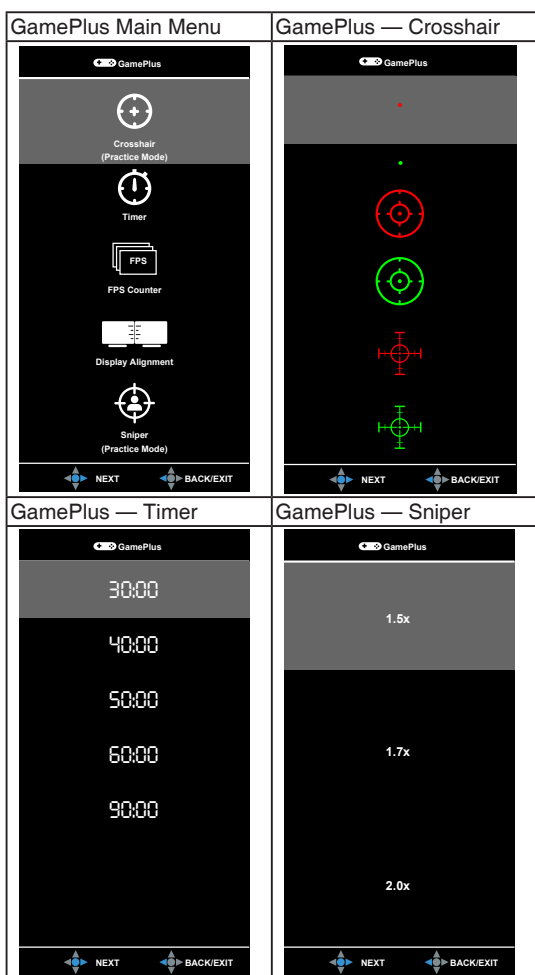 GamePlus Main Menu
GamePlus — Crosshair
GamePlus
Crosshair
(Practice Mode)
Timer
FPS
FPS Counter
Display Alignment
Sniper
(Practice Mode)
NEXT BACK/EXIT
GamePlus
NEXT BACK/EXIT
GamePlus — Timer
GamePlus — Sniper
GamePlus
30:00
40:00
50:00
60:00
90:00
NEXT BACK/EXIT
GamePlus
1.5x
1.7x
2.0x
NEXT BACK/EXIT